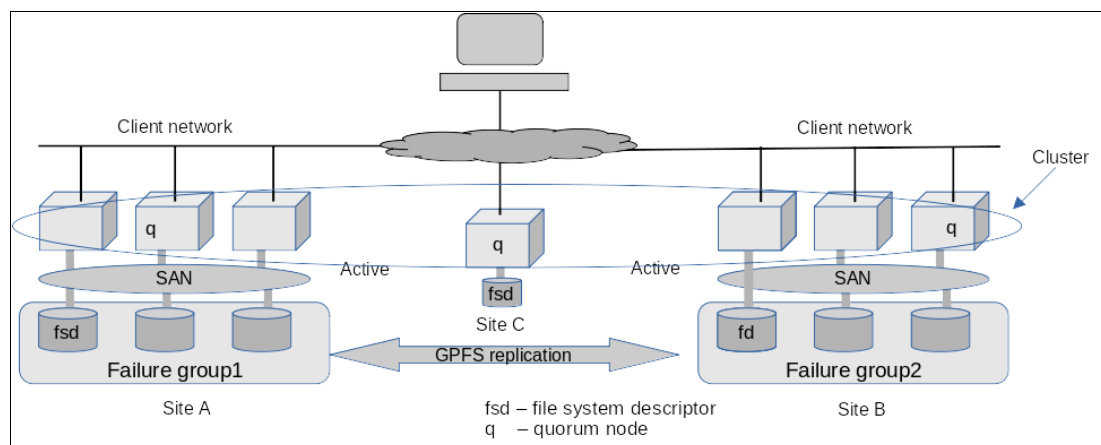 Client network
Client network
Cluster
q
q
q
SAN
Active
Active
SAN
fsd
fsd
Site C
fd
GPFS replication
Failure group1
Failure group2
Site A
Site B
fsd – file system descriptor
q – quorum node